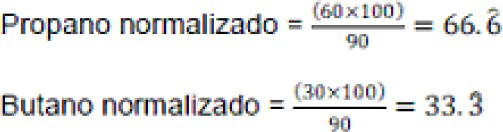 Propano normalizado = (60×100)/90 = 66.6̂
Butano normalizado = (30×100)/90 = 33.3̂